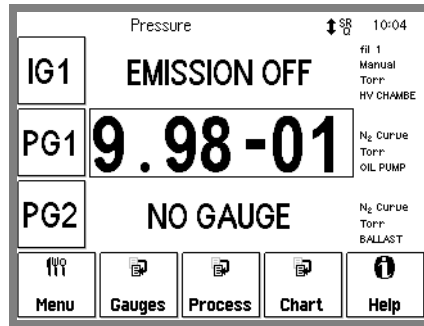 Pressure
SR
Q
10:04
IG1
EMISSION OFF
fil 1
Manual
Torr
HV CHAMBE
PG1
9.98-01
N₂ Curve
Torr
OIL PUMP
PG2
NO GAUGE
N₂ Curve
Torr
BALLAST
Menu
Gauges
Process
Chart
Help